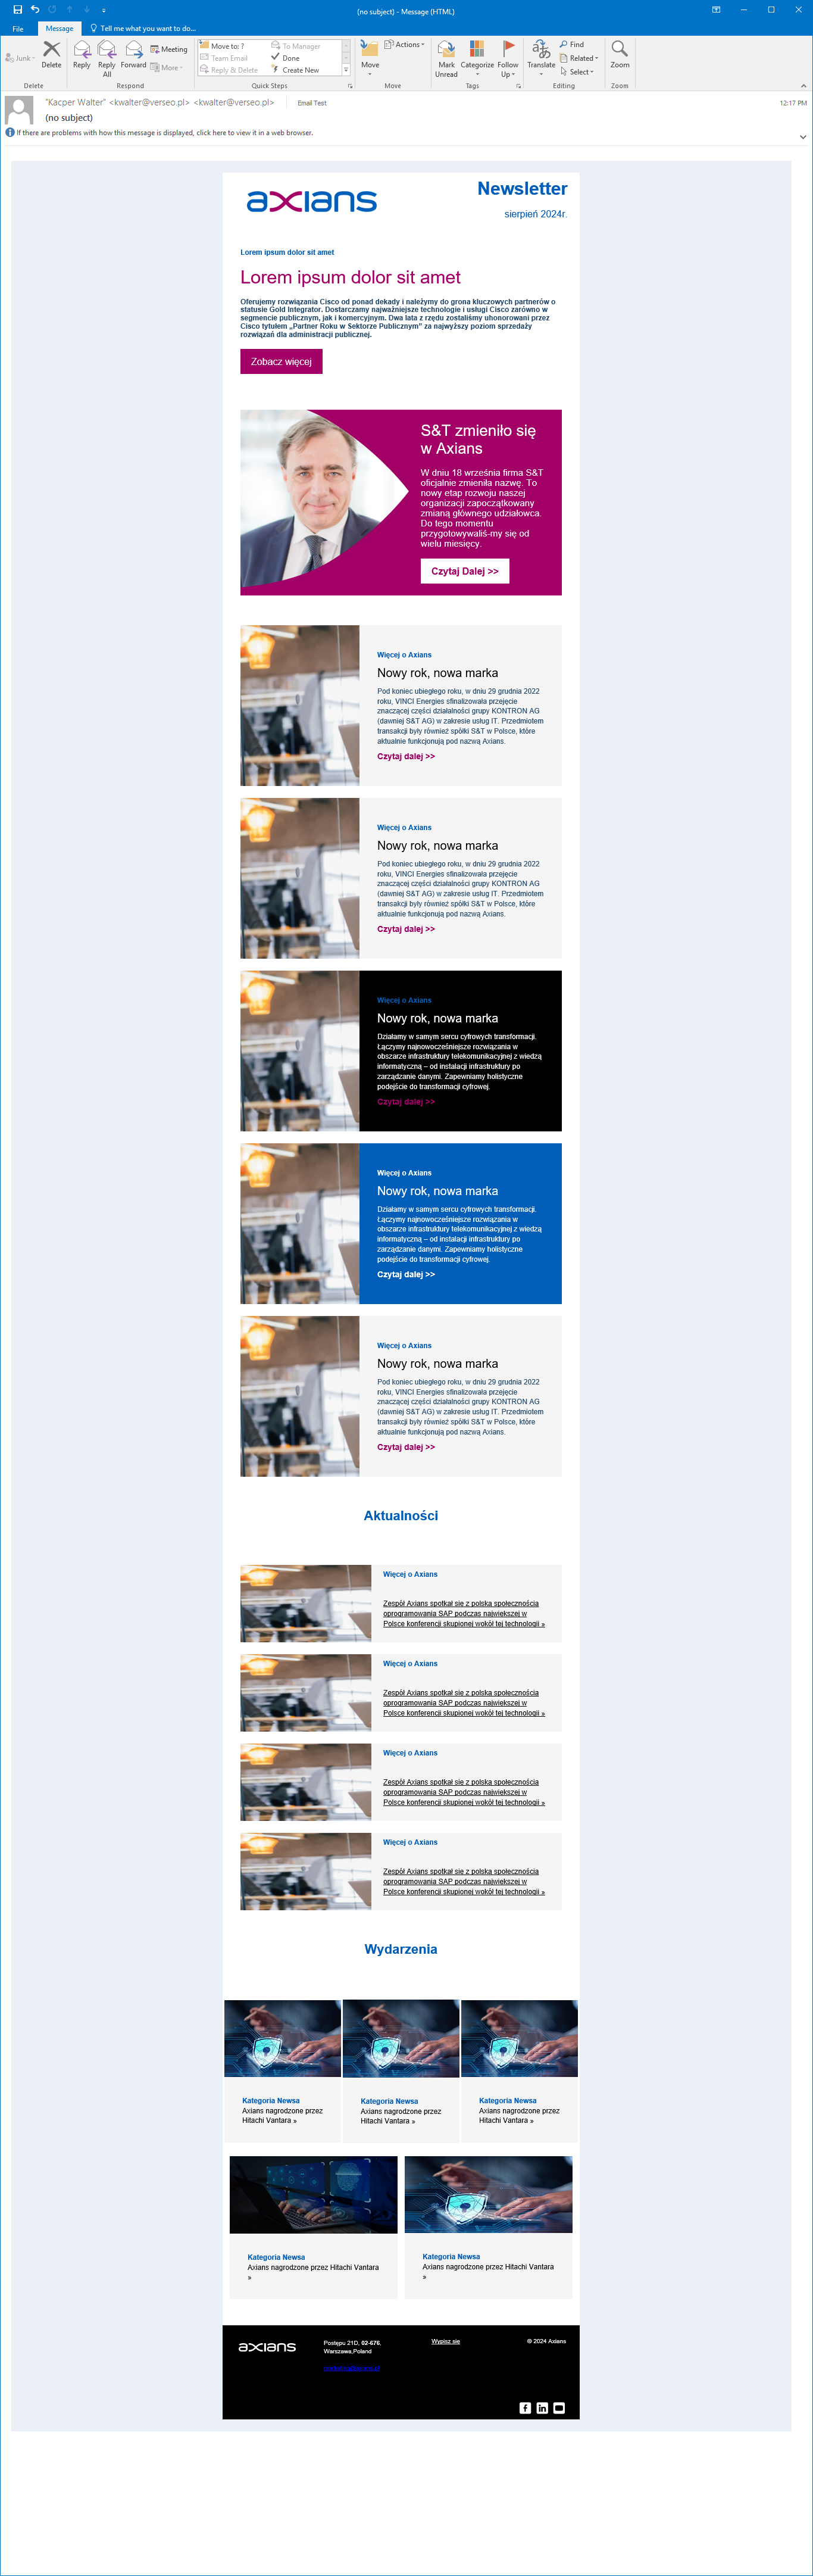 (no subject) - Message (HTML)
File
Message
Tell me what you want to do...
Junk
Delete
Reply
Reply All
Forward
Meeting
More
Move to: ?
Team Email
Reply & Delete
To Manager
Done
Create New
Move
Actions
Mark Unread
Categorize
Follow Up
Translate
Find
Related
Select
Zoom
Delete
Respond
Quick Steps
Move
Tags
Editing
Zoom
"Kacper Walter" <kwalter@verseo.pl> <kwalter@verseo.pl>
Email Test
12:17 PM
(no subject)
If there are problems with how this message is displayed, click here to view it in a web browser.
axians
Newsletter
sierpień 2024r.
Lorem ipsum dolor sit amet
Lorem ipsum dolor sit amet
Oferujemy rozwiązania Cisco od ponad dekady i należymy do grona kluczowych partnerów o
statusie Gold Integrator. Dostarczamy najważniejsze technologie i usługi Cisco zarówno w
segmencie publicznym, jak i komercyjnym. Dwa lata z rzędu zostaliśmy uhonorowani przez
Cisco tytułem „Partner Roku w Sektorze Publicznym” za najwyższy poziom sprzedaży
rozwiązań dla administracji publicznej.
Zobacz więcej
S&T zmieniło się
w Axians
W dniu 18 września firma S&T
oficjalnie zmieniła nazwę. To
nowy etap rozwoju naszej
organizacji zapoczątkowany
zmianą głównego udziałowca.
Do tego momentu
przygotowywaliś-my się od
wielu miesięcy.
Czytaj Dalej >>
Więcej o Axians
Nowy rok, nowa marka
Pod koniec ubiegłego roku, w dniu 29 grudnia 2022
roku, VINCI Energies sfinalizowała przejęcie
znaczącej części działalności grupy KONTRON AG
(dawniej S&T AG) w zakresie usług IT. Przedmiotem
transakcji były również spółki S&T w Polsce, które
aktualnie funkcjonują pod nazwą Axians.
Czytaj dalej >>
Więcej o Axians
Nowy rok, nowa marka
Pod koniec ubiegłego roku, w dniu 29 grudnia 2022
roku, VINCI Energies sfinalizowała przejęcie
znaczącej części działalności grupy KONTRON AG
(dawniej S&T AG) w zakresie usług IT. Przedmiotem
transakcji były również spółki S&T w Polsce, które
aktualnie funkcjonują pod nazwą Axians.
Czytaj dalej >>
Więcej o Axians
Nowy rok, nowa marka
Działamy w samym sercu cyfrowych transformacji.
Łączymy najnowocześniejsze rozwiązania w
obszarze infrastruktury telekomunikacyjnej z wiedzą
informatyczną – od instalacji infrastruktury po
zarządzanie danymi. Zapewniamy holistyczne
podejście do transformacji cyfrowej.
Czytaj dalej >>
Więcej o Axians
Nowy rok, nowa marka
Działamy w samym sercu cyfrowych transformacji.
Łączymy najnowocześniejsze rozwiązania w
obszarze infrastruktury telekomunikacyjnej z wiedzą
informatyczną – od instalacji infrastruktury po
zarządzanie danymi. Zapewniamy holistyczne
podejście do transformacji cyfrowej.
Czytaj dalej >>
Więcej o Axians
Nowy rok, nowa marka
Pod koniec ubiegłego roku, w dniu 29 grudnia 2022
roku, VINCI Energies sfinalizowała przejęcie
znaczącej części działalności grupy KONTRON AG
(dawniej S&T AG) w zakresie usług IT. Przedmiotem
transakcji były również spółki S&T w Polsce, które
aktualnie funkcjonują pod nazwą Axians.
Czytaj dalej >>
Aktualności
Więcej o Axians
Zespół Axians spotkał się z polska społecznościa
oprogramowania SAP podczas największej w
Polsce konferencji skupionej wokół tej technologii »
Więcej o Axians
Zespół Axians spotkał się z polska społecznościa
oprogramowania SAP podczas największej w
Polsce konferencji skupionej wokół tej technologii »
Więcej o Axians
Zespół Axians spotkał się z polska społecznościa
oprogramowania SAP podczas największej w
Polsce konferencji skupionej wokół tej technologii »
Więcej o Axians
Zespół Axians spotkał się z polska społecznościa
oprogramowania SAP podczas największej w
Polsce konferencji skupionej wokół tej technologii »
Wydarzenia
Kategoria Newsa
Axians nagrodzone przez
Hitachi Vantara »
Kategoria Newsa
Axians nagrodzone przez
Hitachi Vantara »
Kategoria Newsa
Axians nagrodzone przez
Hitachi Vantara »
Kategoria Newsa
Axians nagrodzone przez Hitachi Vantara
»
Kategoria Newsa
Axians nagrodzone przez Hitachi Vantara
»
axians
Postępu 21D, 02-676,
Warszawa,Poland
Wypisz się
© 2024 Axians